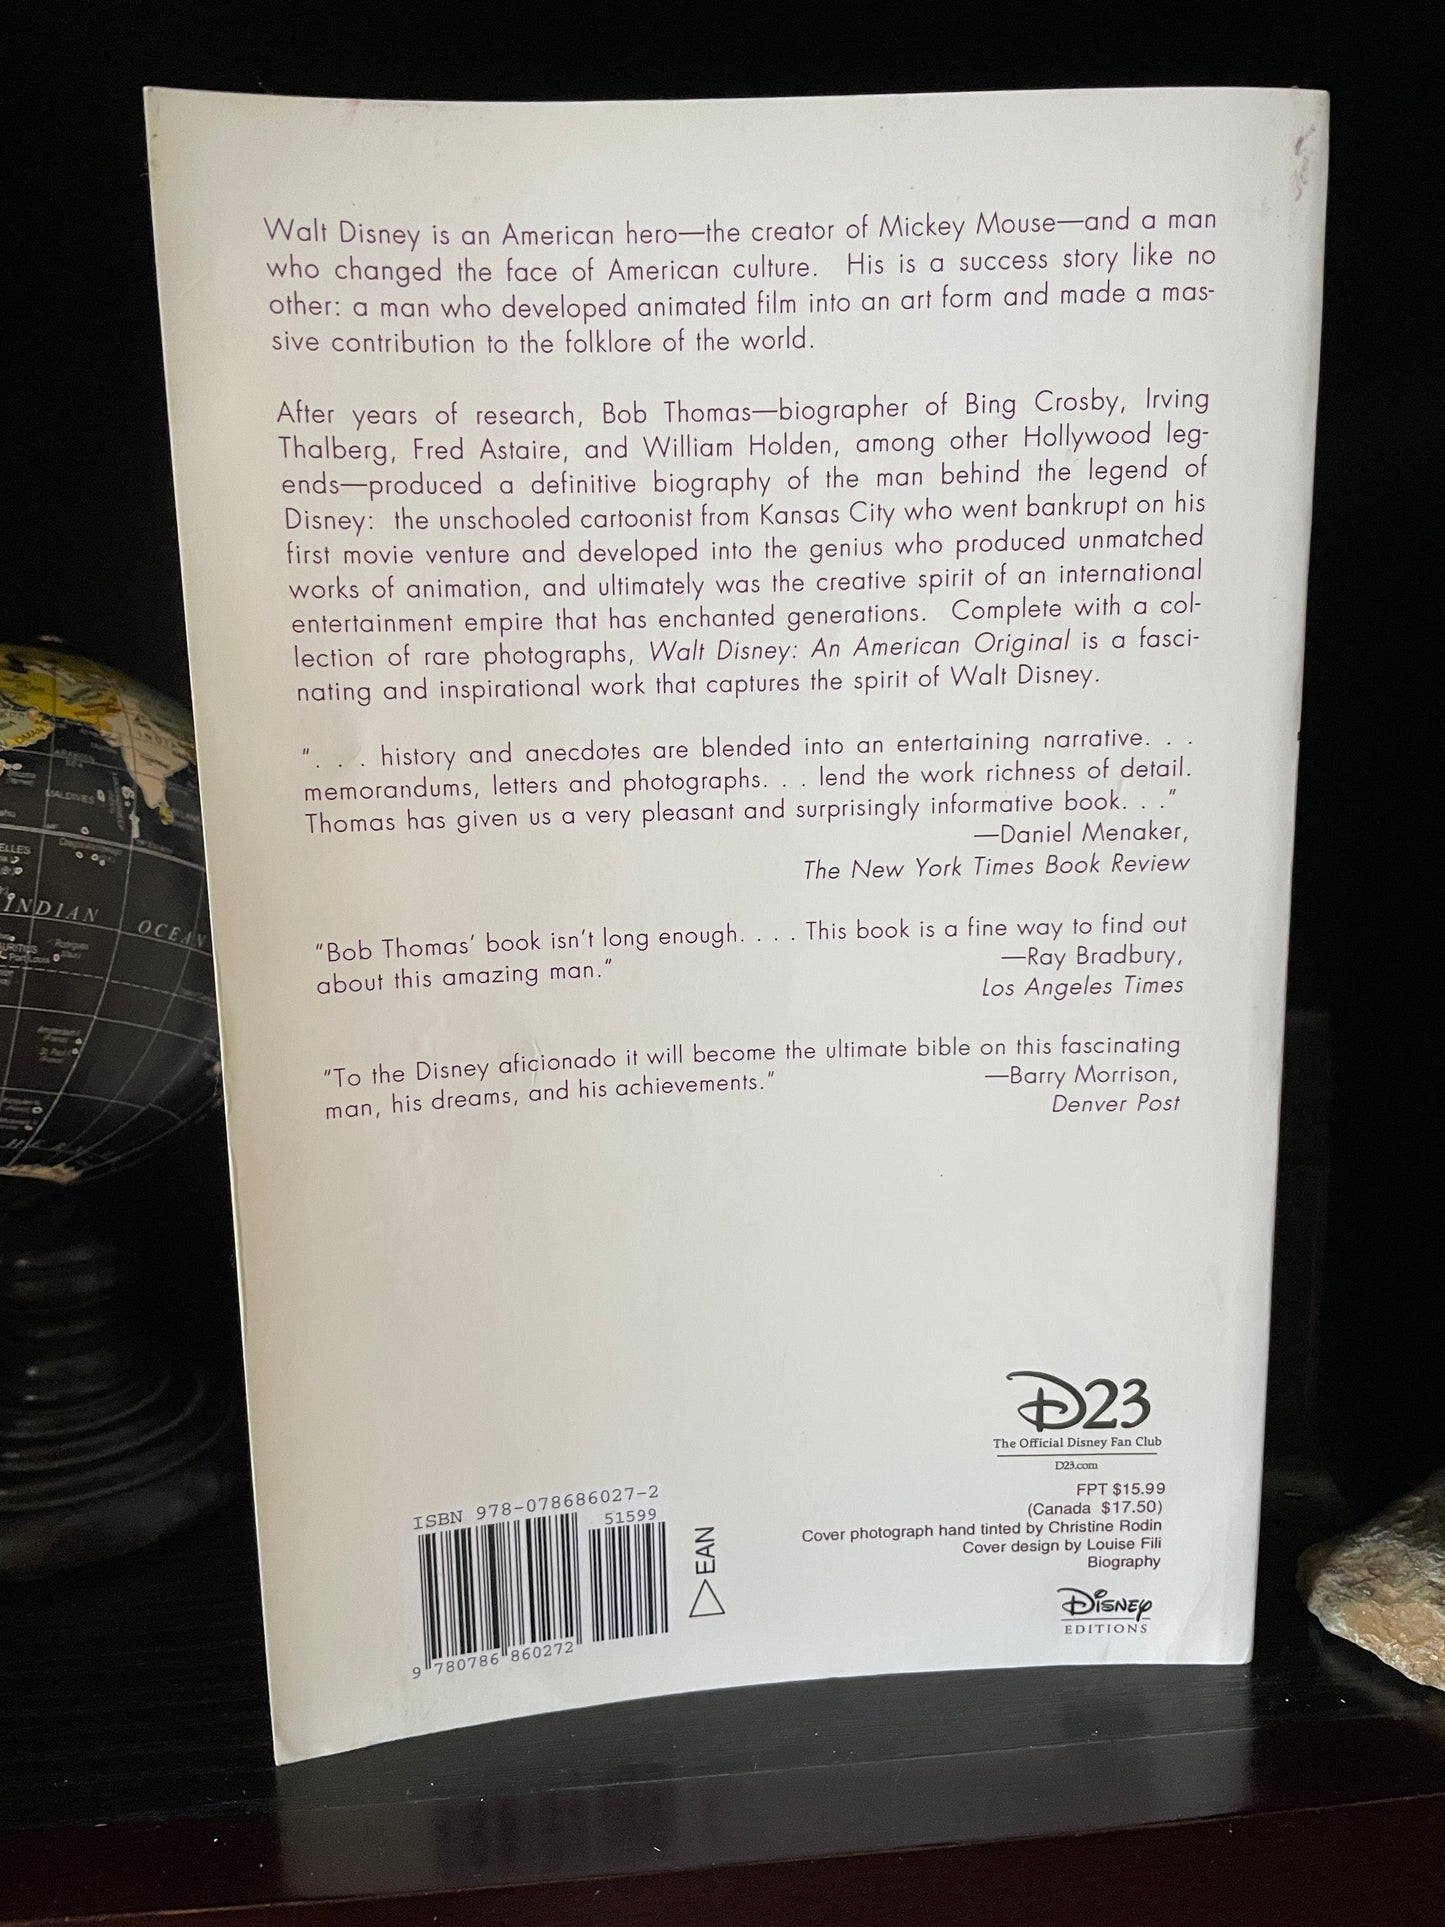 Walt Disney is an American hero—the creator of Mickey Mouse—and a man
who changed the face of American culture. His is a success story like no
other: a man who developed animated film into an art form and made a mas-
sive contribution to the folklore of the world.
After years of research, Bob Thomas—biographer of Bing Crosby, Irving
Thalberg, Fred Astaire, and William Holden, among other Hollywood leg-
ends—produced a definitive biography of the man behind the legend of
Disney: the unschooled cartoonist from Kansas City who went bankrupt on his
first movie venture and developed into the genius who produced unmatched
works of animation, and ultimately was the creative spirit of an international
entertainment empire that has enchanted generations. Complete with a col-
lection of rare photographs, Walt Disney: An American Original is a fasci-
nating and inspirational work that captures the spirit of Walt Disney.
". . . history and anecdotes are blended into an entertaining narrative. . .
memorandums, letters and photographs. . . lend the work richness of detail.
Thomas has given us a very pleasant and surprisingly informative book. . ."
—Daniel Menaker,
The New York Times Book Review
"Bob Thomas' book isn't long enough. . . . This book is a fine way to find out
about this amazing man."
—Ray Bradbury,
Los Angeles Times
"To the Disney aficionado it will become the ultimate bible on this fascinating
man, his dreams, and his achievements."
—Barry Morrison,
Denver Post
D23
The Official Disney Fan Club
D23.com
FPT $15.99
(Canada $17.50)
Cover photograph hand tinted by Christine Rodin
Cover design by Louise Fili
Biography
Disney
EDITIONS
ISBN 978-078686027-2
51599
EAN
9 780786 860272
MALDIVES
INDIAN
OCEAN